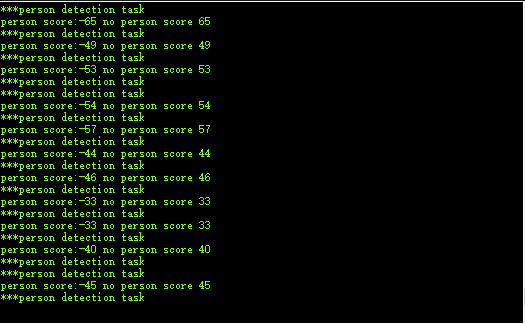 ***person detection task
person score:-65 no person score 65
***person detection task
person score:-49 no person score 49
***person detection task
person score:-53 no person score 53
***person detection task
***person detection task
person score:-54 no person score 54
***person detection task
person score:-57 no person score 57
***person detection task
person score:-44 no person score 44
***person detection task
person score:-46 no person score 46
***person detection task
person score:-33 no person score 33
***person detection task
person score:-33 no person score 33
***person detection task
person score:-40 no person score 40
***person detection task
***person detection task
person score:-45 no person score 45
***person detection task